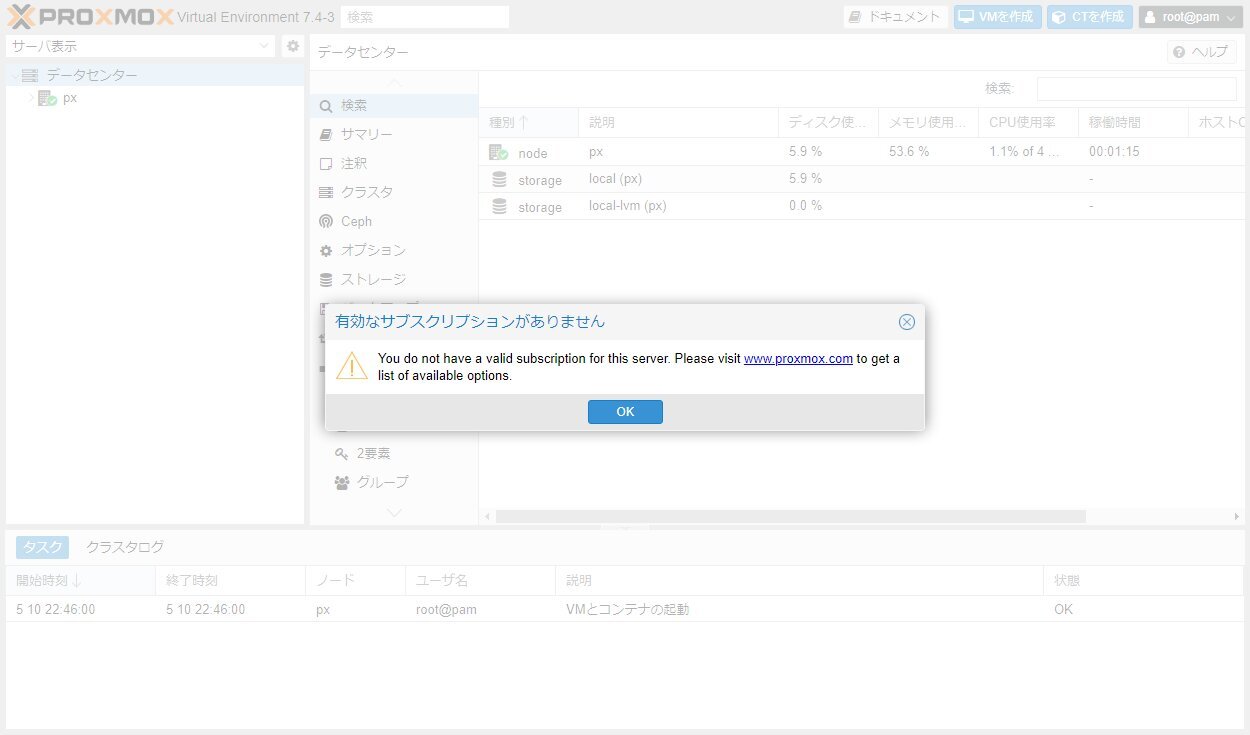 PROXMOX Virtual Environment 7.4-3 検索 ドキュメント VMを作成 CTを作成 root@pam
サーバ表示
データセンター
px
データセンター
ヘルプ
検索
サマリー
注釈
クラスタ
Ceph
オプション
ストレージ
2要素
グループ
検索:
種別 説明 ディスク使... メモリ使用... CPU使用率 稼働時間 ホストC
node px 5.9 % 53.6 % 1.1% of 4 ... 00:01:15
storage local (px) 5.9 % -
storage local-lvm (px) 0.0 % -
有効なサブスクリプションがありません
You do not have a valid subscription for this server. Please visit www.proxmox.com to get a
list of available options.
OK
タスク クラスタログ
開始時刻 終了時刻 ノード ユーザ名 説明 状態
5 10 22:46:00 5 10 22:46:00 px root@pam VMとコンテナの起動 OK